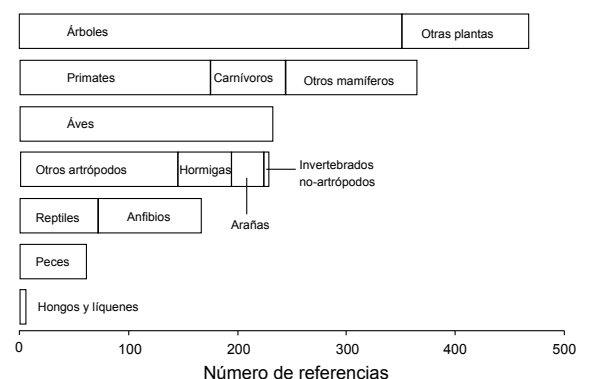 Árboles
Otras plantas
Primates
Carnívoros
Otros mamíferos
Áves
Otros artrópodos
Hormigas
Invertebrados
no-artrópodos
Arañas
Reptiles
Anfibios
Peces
Hongos y líquenes
0
100
200
300
400
500
Número de referencias